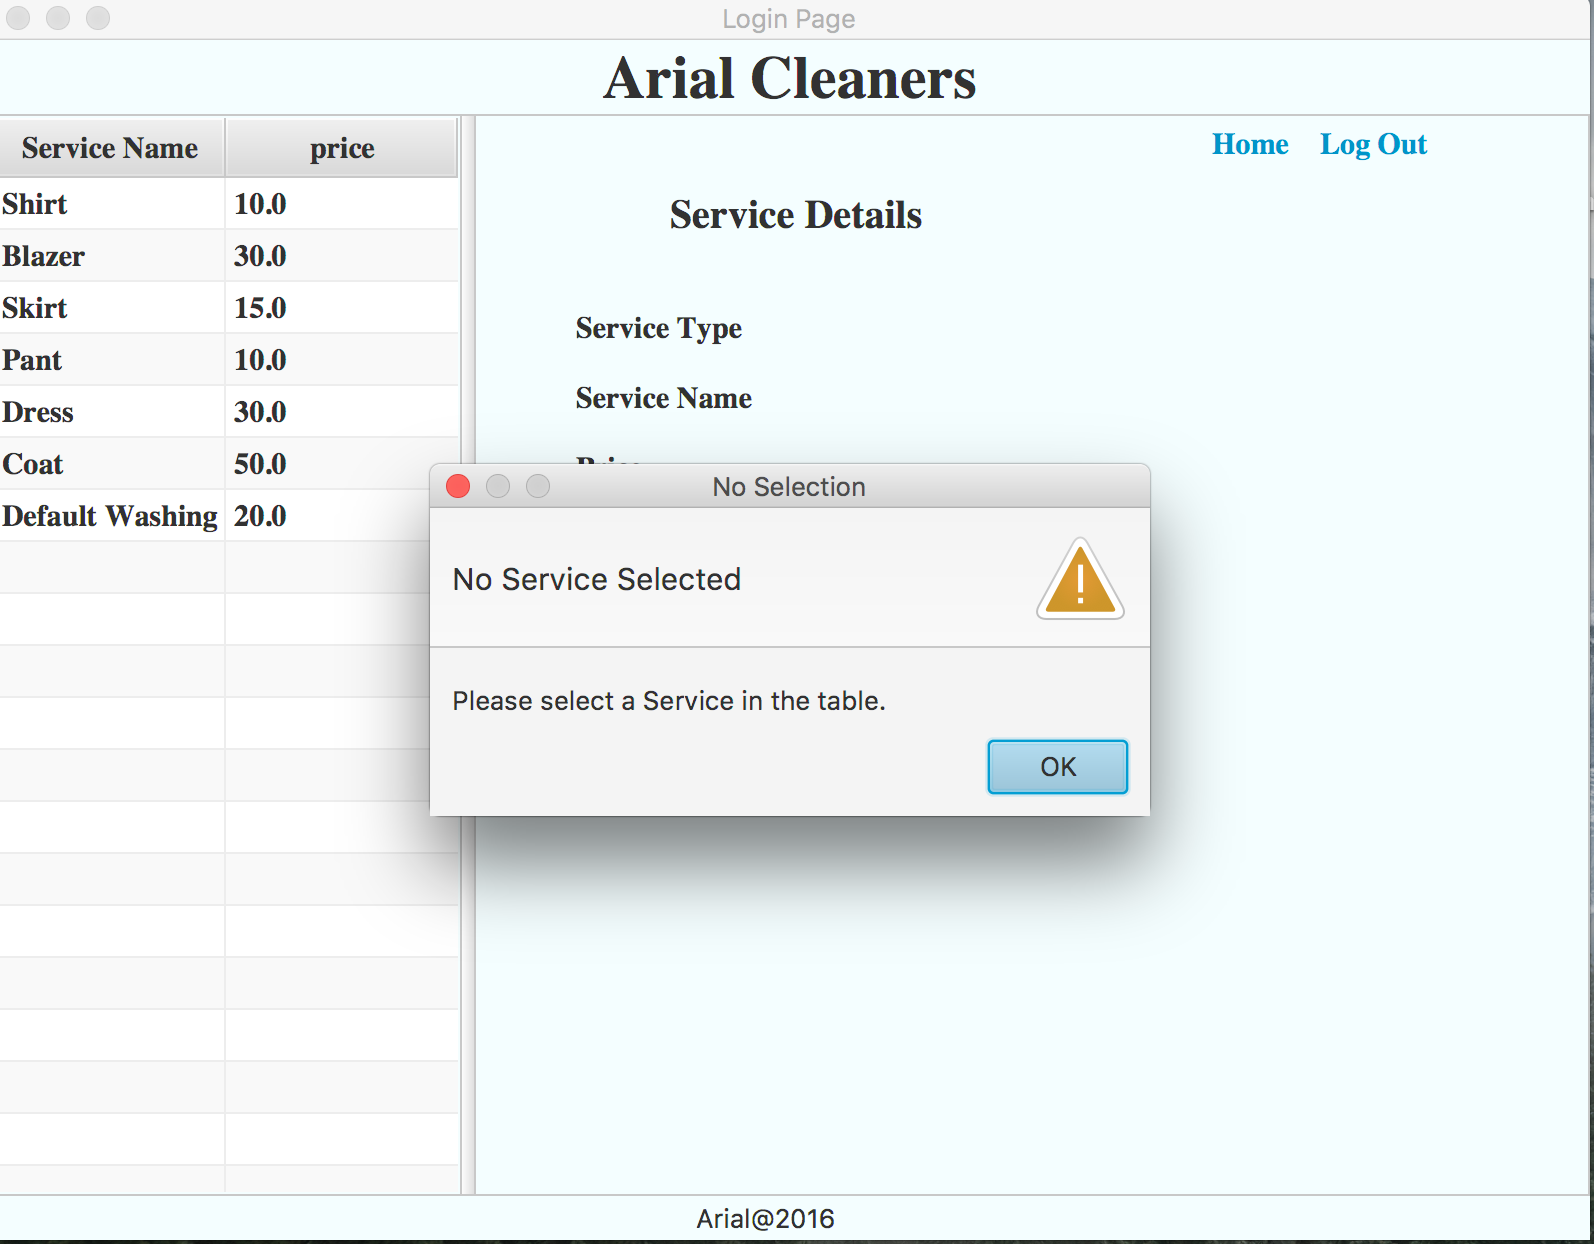 Login Page
Arial Cleaners
Service Name price
Shirt 10.0
Blazer 30.0
Skirt 15.0
Pant 10.0
Dress 30.0
Coat 50.0
Default Washing 20.0
Home Log Out
Service Details
Service Type
Service Name
No Selection
No Service Selected
Please select a Service in the table.
OK
Arial@2016